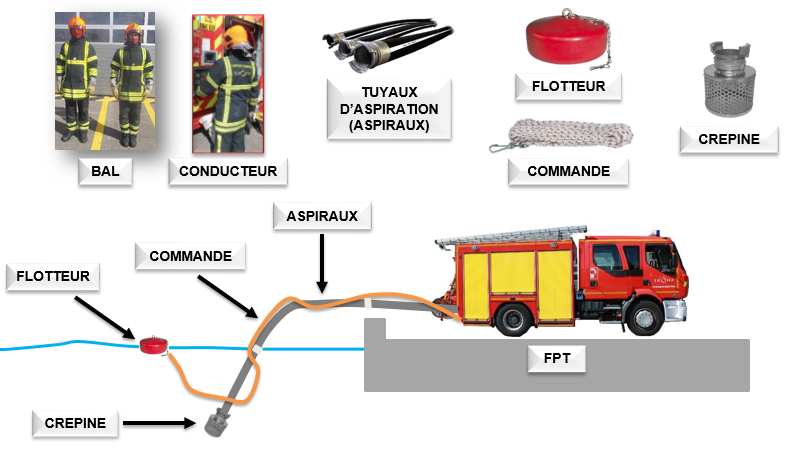 BAL
CONDUCTEUR
TUYAUX
D'ASPIRATION
(ASPIRAUX)
FLOTTEUR
COMMANDE
CREPINE
ASPIRAUX
COMMANDE
FLOTTEUR
FPT
CREPINE